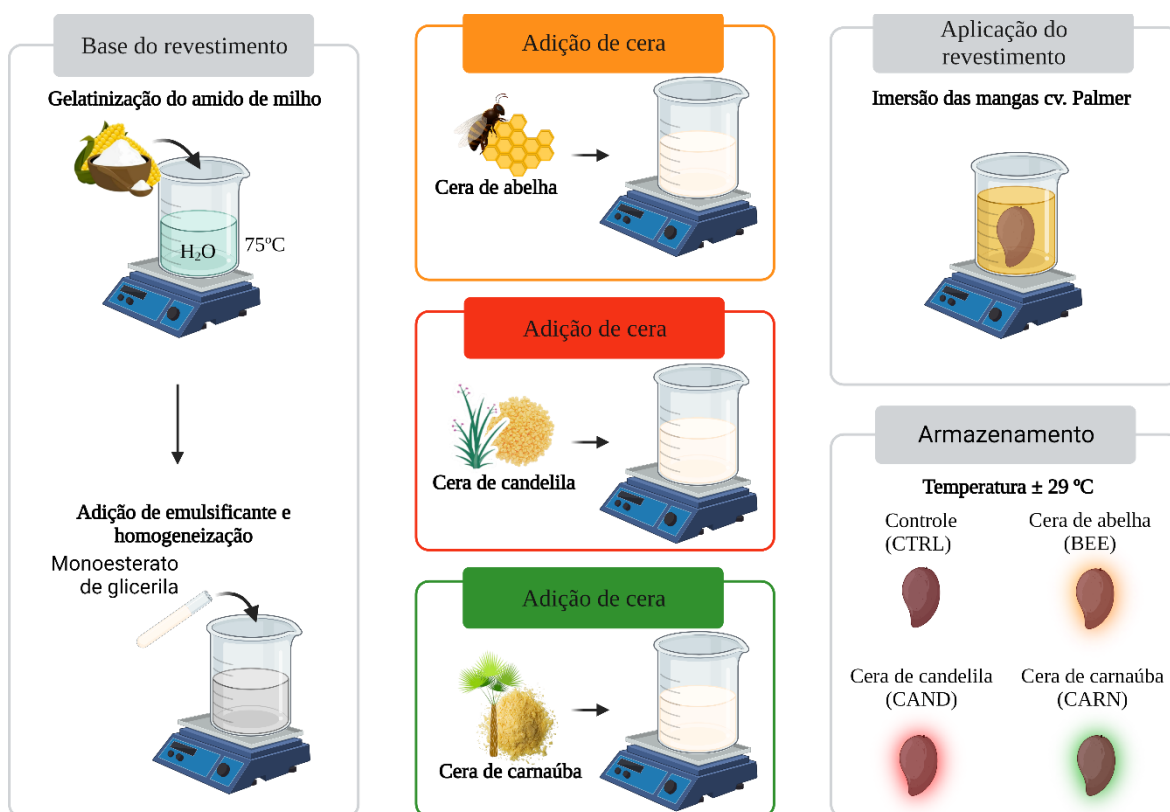 Base do revestimento
Gelatinização do amido de milho
H₂O
75ºC
Adição de emulsificante e
homogeneização
Monoesterato
de glicerila
Adição de cera
Cera de abelha
Adição de cera
Cera de candelila
Adição de cera
Cera de carnaúba
Aplicação do
revestimento
Imersão das mangas cv. Palmer
Armazenamento
Temperatura ± 29 ºC
Controle
(CTRL)
Cera de abelha
(BEE)
Cera de candelila
(CAND)
Cera de carnaúba
(CARN)